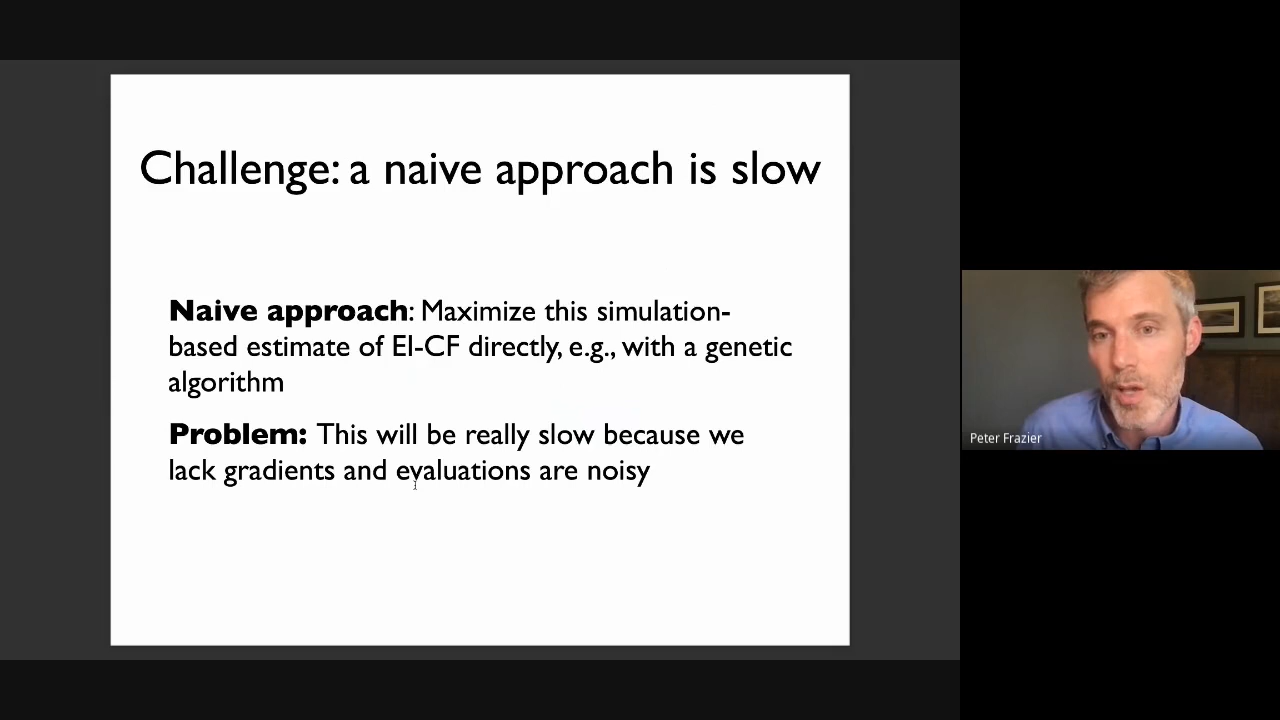 Challenge: a naive approach is slow
Naive approach: Maximize this simulation-
based estimate of EI-CF directly, e.g., with a genetic
algorithm
Problem: This will be really slow because we
lack gradients and evaluations are noisy
Peter Frazier